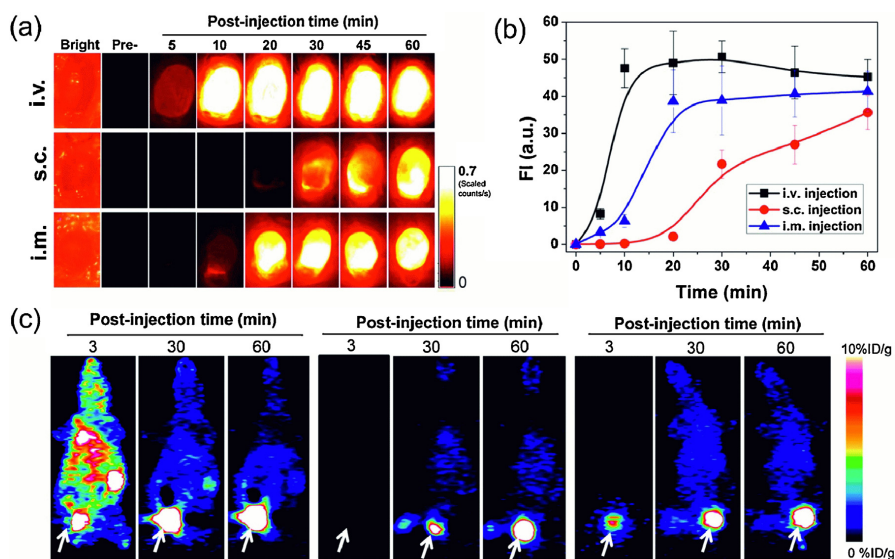 (a)
Post-injection time (min)
Bright Pre- 5 10 20 30 45 60
i.v.
s.c.
i.m.
0.7
(Scaled
counts/s)
0
(b)
60
50
40
30
20
10
0
FI (a.u.)
i.v. injection
s.c. injection
i.m. injection
0 10 20 30 40 50 60
Time (min)
(c)
Post-injection time (min) Post-injection time (min) Post-injection time (min)
3 30 60 3 30 60 3 30 60
10%ID/g
0 %ID/g